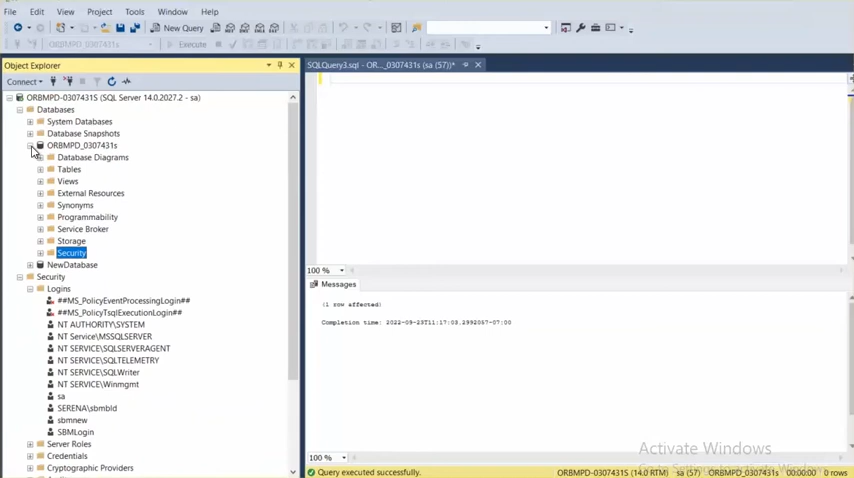 File Edit View Project Tools Window Help
New Query
ORBMPD_0307431s Execute
Object Explorer
SQLQuery3.sql - OR..._0307431s (sa (57))*
Connect
ORBMPD-0307431S (SQL Server 14.0.2027.2 - sa)
Databases
System Databases
Database Snapshots
ORBMPD_0307431s
Database Diagrams
Tables
Views
External Resources
Synonyms
Programmability
Service Broker
Storage
Security
NewDatabase
Security
Logins
##MS_PolicyEventProcessingLogin##
##MS_PolicyTsqlExecutionLogin##
NT AUTHORITY\SYSTEM
NT Service\MSSQLSERVER
NT SERVICE\SQLSERVERAGENT
NT SERVICE\SQLTELEMETRY
NT SERVICE\SQLWriter
NT SERVICE\Winmgmt
sa
SERENA\sbmbld
sbmnew
SBMLogin
Server Roles
Credentials
Cryptographic Providers
100 %
Messages
(1 row affected)
Completion time: 2022-09-23T11:17:03.2992057-07:00
100 %
Activate Windows
Query executed successfully.
ORBMPD-0307431S (14.0 RTM) sa (57) ORBMPD_0307431s 00:00:00 0 rows